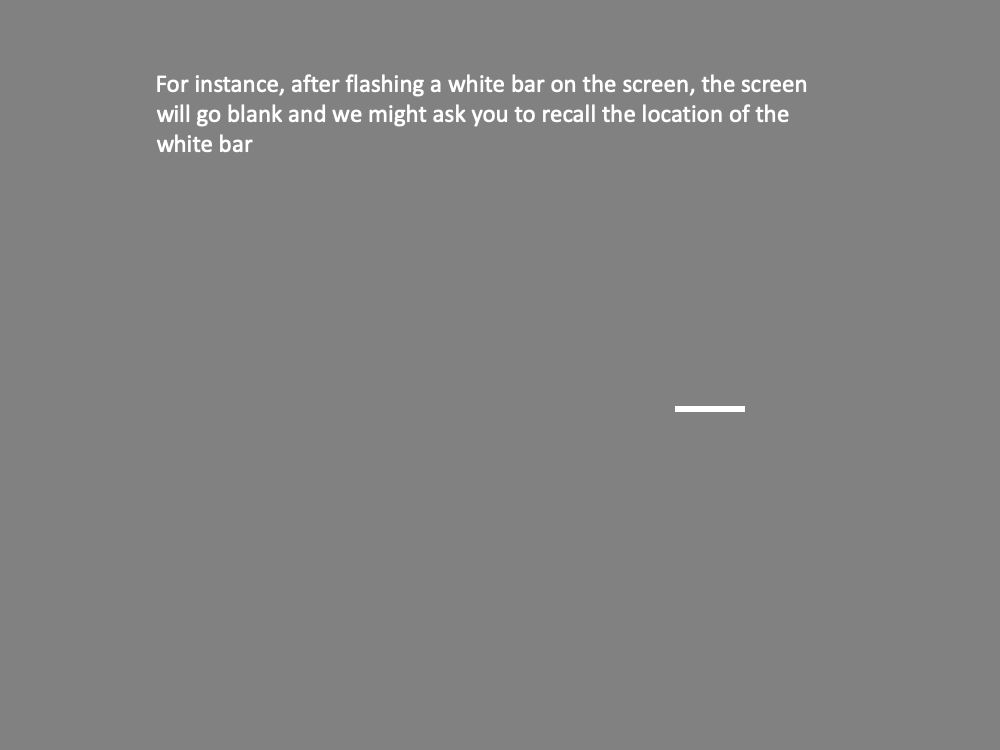 For instance, after flashing a white bar on the screen, the screen
will go blank and we might ask you to recall the location of the
white bar